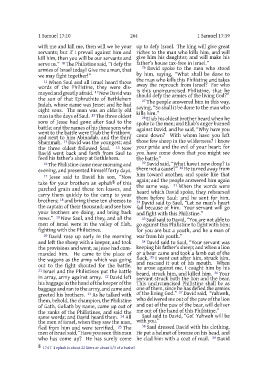 1 Samuel 17:10
284
1 Samuel 17:39
with me and kill me, then will we be your
servants; but if I prevail against him and
kill him, then you will be our servants and
serve us." 10 The Philistine said, "I defy the
armies of Israel today! Give me a man, that
we may fight together!"
11 When Saul and all Israel heard those
words of the Philistine, they were dis-
mayed and greatly afraid. 12 Now David was
the son of that Ephrathite of Bethlehem
Judah, whose name was Jesse; and he had
eight sons. The man was an elderly old
man in the days of Saul. 13 The three oldest
sons of Jesse had gone after Saul to the
battle: and the names of his three sons who
went to the battle were Eliab the firstborn,
and next to him Abinadab, and the third
Shammah. 14 David was the youngest; and
the three oldest followed Saul. 15 Now
David went back and forth from Saul to
feed his father's sheep at Bethlehem.
16 The Philistine came near morning and
evening, and presented himself forty days.
17 Jesse said to David his son, "Now
take for your brothers an ephah of this
parched grain and these ten loaves, and
carry them quickly to the camp to your
brothers; 18 and bring these ten cheeses to
the captain of their thousand, and see how
your brothers are doing, and bring back
news." 19 Now Saul, and they, and all the
men of Israel were in the valley of Elah,
fighting with the Philistines.
20 David rose up early in the morning
and left the sheep with a keeper, and took
the provisions and went, as Jesse had com-
manded him. He came to the place of
the wagons as the army which was going
out to the fight shouted for the battle.
21 Israel and the Philistines put the battle
in array, army against army. 22 David left
his baggage in the hand of the keeper of the
baggage and ran to the army, and came and
greeted his brothers. 23 As he talked with
them, behold, the champion, the Philistine
of Gath, Goliath by name, came up out of
the ranks of the Philistines, and said the
same words; and David heard them. 24 All
the men of Israel, when they saw the man,
fled from him and were terrified. 25 The
men of Israel said, "Have you seen this man
who has come up? He has surely come
up to defy Israel. The king will give great
riches to the man who kills him, and will
give him his daughter, and will make his
father's house tax-free in Israel."
26 David spoke to the men who stood
by him, saying, "What shall be done to
the man who kills this Philistine and takes
away the reproach from Israel? For who
is this uncircumcised Philistine, that he
should defy the armies of the living God?"
27 The people answered him in this way,
saying, "So shall it be done to the man who
kills him."
28 Eliab his oldest brother heard when he
spoke to the men; and Eliab's anger burned
against David, and he said, "Why have you
come down? With whom have you left
those few sheep in the wilderness? I know
your pride and the evil of your heart; for
you have come down that you might see
the battle."
29 David said, "What have I now done? Is
there not a cause?" 30 He turned away from
him toward another, and spoke like that
again; and the people answered him again
the same way. 31 When the words were
heard which David spoke, they rehearsed
them before Saul; and he sent for him.
32 David said to Saul, "Let no man's heart
fail because of him. Your servant will go
and fight with this Philistine."
33 Saul said to David, "You are not able to
go against this Philistine to fight with him;
for you are but a youth, and he a man of
war from his youth."
34 David said to Saul, "Your servant was
keeping his father's sheep; and when a lion
or a bear came and took a lamb out of the
flock, 35 I went out after him, struck him,
and rescued it out of his mouth. When
he arose against me, I caught him by his
beard, struck him, and killed him. 36 Your
servant struck both the lion and the bear.
This uncircumcised Philistine shall be as
one of them, since he has defied the armies
of the living God." 37 David said, "Yahweh,
who delivered me out of the paw of the lion
and out of the paw of the bear, will deliver
me out of the hand of this Philistine."
Saul said to David, "Go! Yahweh will be
with you."
38 Saul dressed David with his clothing.
He put a helmet of bronze on his head, and
he clad him with a coat of mail. 39 David